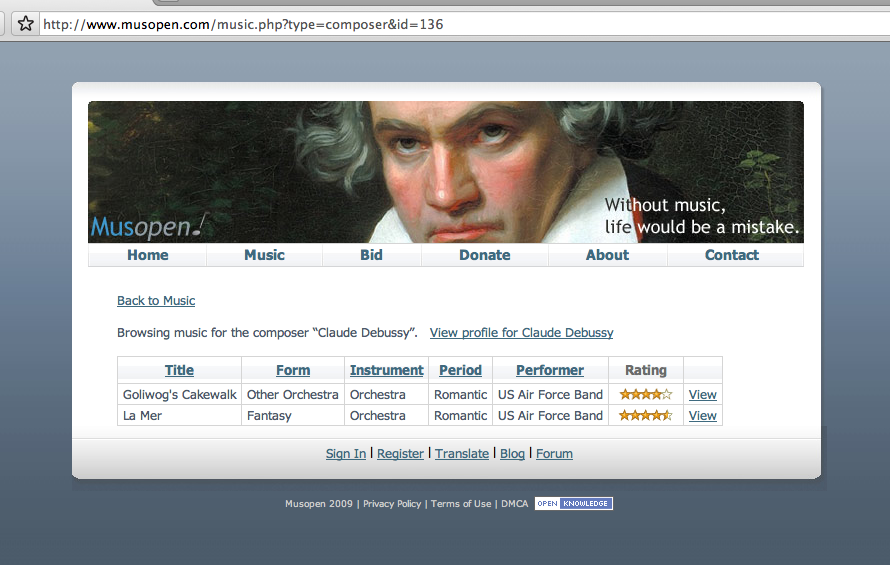 http://www.musopen.com/music.php?type=composer&id=136
Without music,
life would be a mistake.
Musopen!
Home Music Bid Donate About Contact
Back to Music
Browsing music for the composer “Claude Debussy”. View profile for Claude Debussy
Title Form Instrument Period Performer Rating
Goliwog's Cakewalk Other Orchestra Orchestra Romantic US Air Force Band View
La Mer Fantasy Orchestra Romantic US Air Force Band View
Sign In | Register | Translate | Blog | Forum
Musopen 2009 | Privacy Policy | Terms of Use | DMCA OPEN KNOWLEDGE